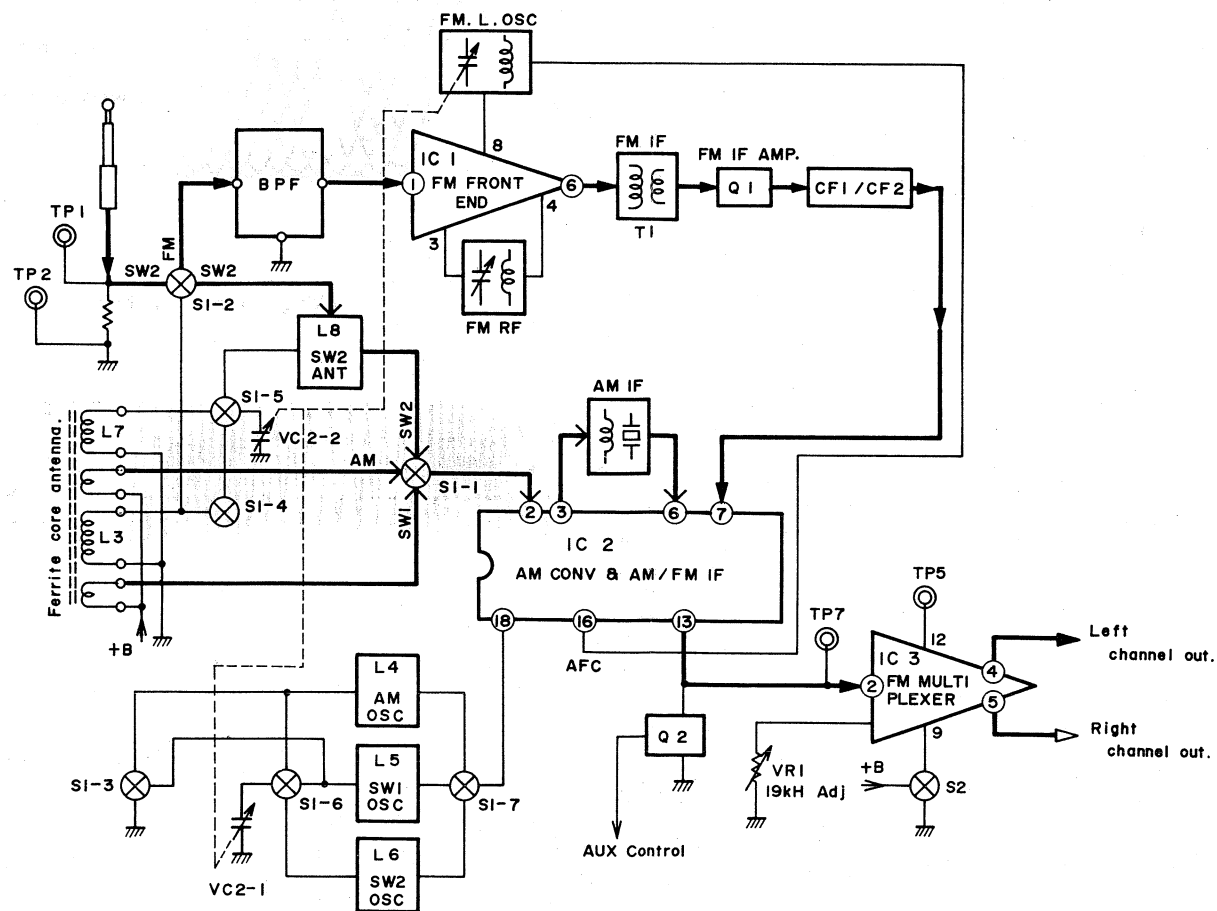 FM. L. OSC
8
IC 1
1
FM FRONT
END
6
4
3
FM RF
FM IF
T1
FM IF AMP.
Q1
CF1/CF2
BPF
TP1
TP2
FM
SW2
SW2
S1-2
L8
SW2
ANT
S1-5
VC2-2
SW2
AM
S1-1
S1-4
SW1
Ferrite core antenna.
L7
L3
+B
AM IF
2
3
6
7
IC 2
AM CONV & AM/FM IF
18
16
13
AFC
TP7
TP5
12
IC 3
2
FM MULTI
PLEXER
4
5
9
Left
channel out.
Right
channel out.
VR1
19kH Adj
+B
S2
Q2
AUX Control
L4
AM
OSC
L5
SW1
OSC
L6
SW2
OSC
S1-3
S1-6
S1-7
VC2-1